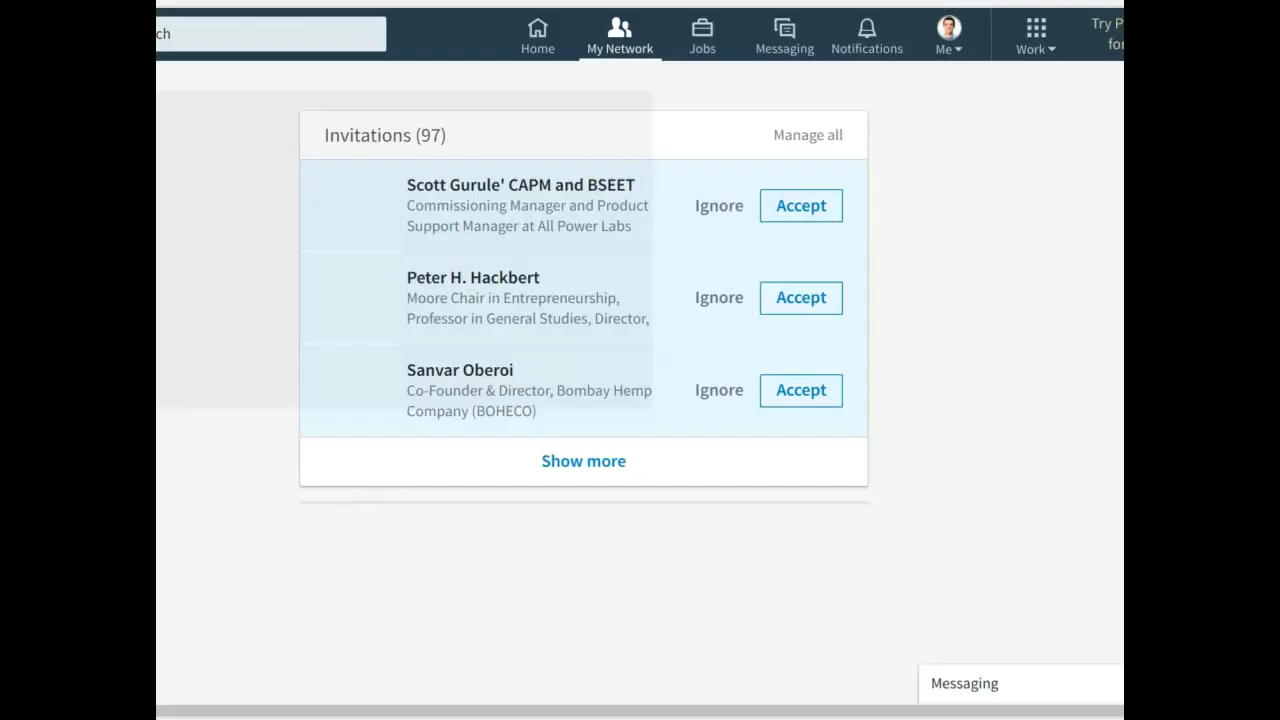 ch
Home
My Network
Jobs
Messaging
Notifications
Me
Work
Try
Invitations (97)
Manage all
Scott Gurule' CAPM and BSEET
Commissioning Manager and Product
Support Manager at All Power Labs
Ignore
Accept
Peter H. Hackbert
Moore Chair in Entrepreneurship,
Professor in General Studies, Director,
Ignore
Accept
Sanvar Oberoi
Co-Founder & Director, Bombay Hemp
Company (BOHECO)
Ignore
Accept
Show more
Messaging